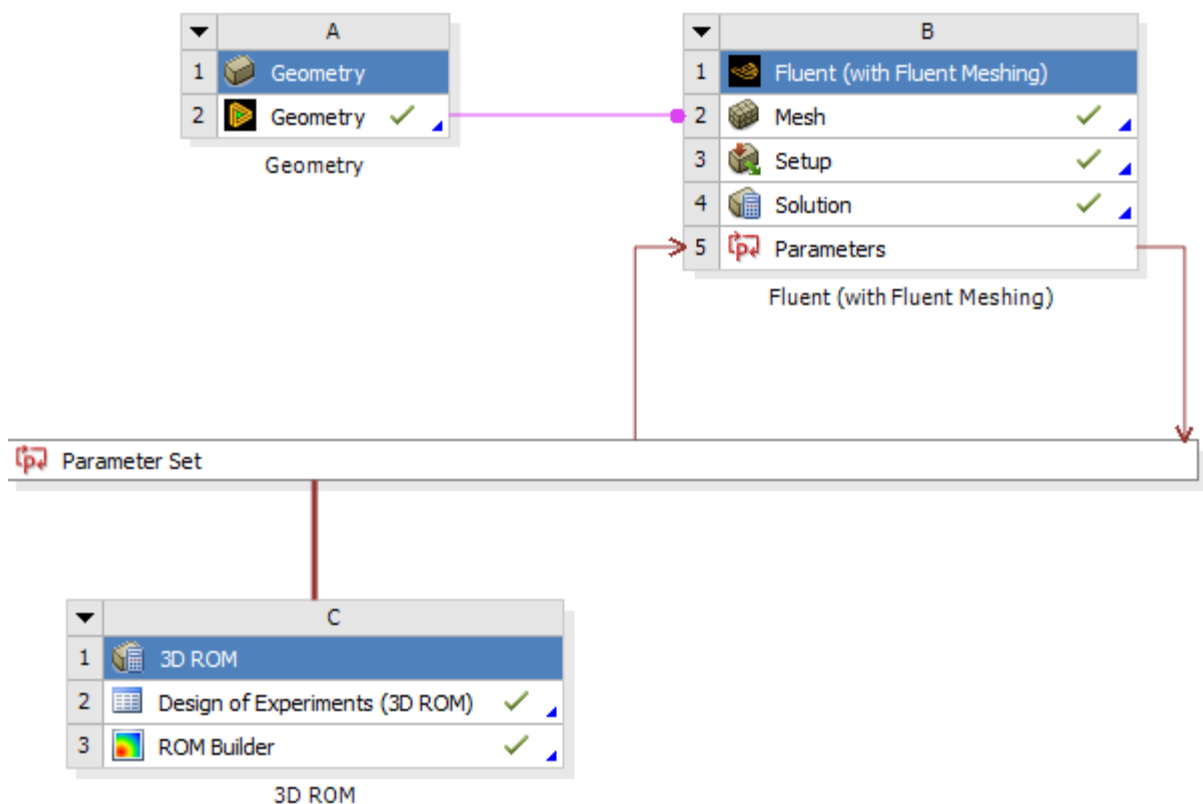 A
1 Geometry
2 Geometry
Geometry
B
1 Fluent (with Fluent Meshing)
2 Mesh
3 Setup
4 Solution
5 Parameters
Fluent (with Fluent Meshing)
Parameter Set
C
1 3D ROM
2 Design of Experiments (3D ROM)
3 ROM Builder
3D ROM